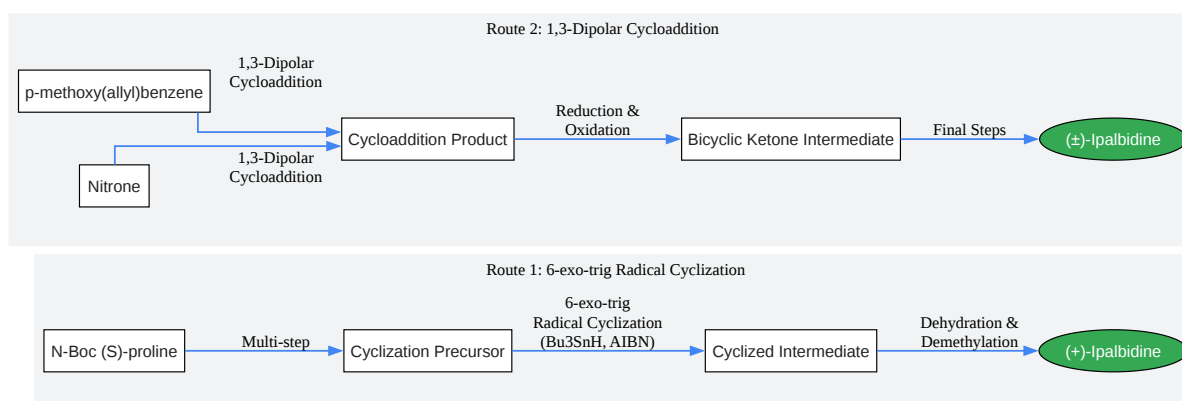 Route 2: 1,3-Dipolar Cycloaddition
1,3-Dipolar
Cycloaddition
p-methoxy(allyl)benzene
Reduction &
Oxidation
Cycloaddition Product
Bicyclic Ketone Intermediate
Final Steps
(±)-Ipalbidine
1,3-Dipolar
Cycloaddition
Nitrone
Route 1: 6-exo-trig Radical Cyclization
N-Boc (S)-proline
Multi-step
Cyclization Precursor
6-exo-trig
Radical Cyclization
(Bu3SnH, AIBN)
Cyclized Intermediate
Dehydration &
Demethylation
(+)-Ipalbidine